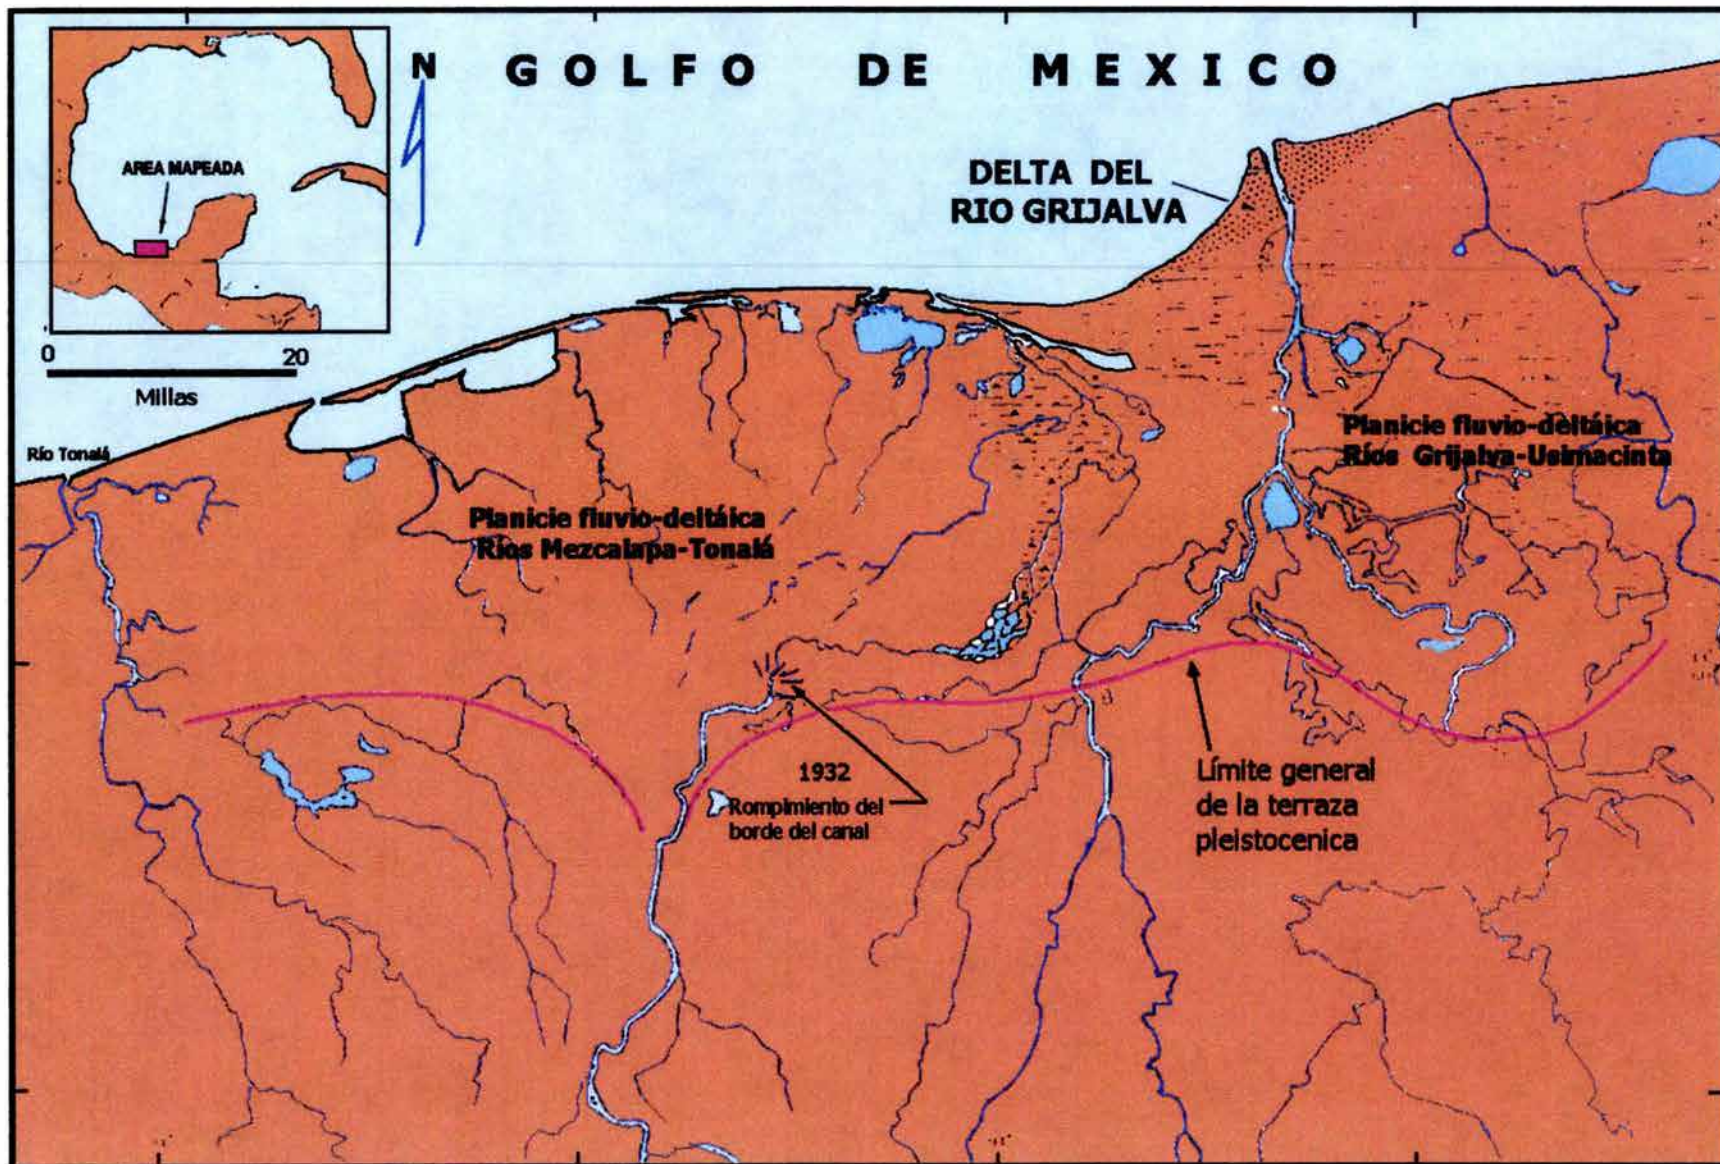 N GOLFO DE MEXICO
AREA MAPEADA
DELTA DEL
RIO GRIJALVA
0 20
Millas
Río Tonalá
Planicie fluvio-deltáica
Ríos Grijalva-Usimacinta
Planicie fluvio-deltáica
Ríos Mezcalapa-Tonalá
1932
Rompimiento del
borde del canal
Límite general
de la terraza
pleistocenica